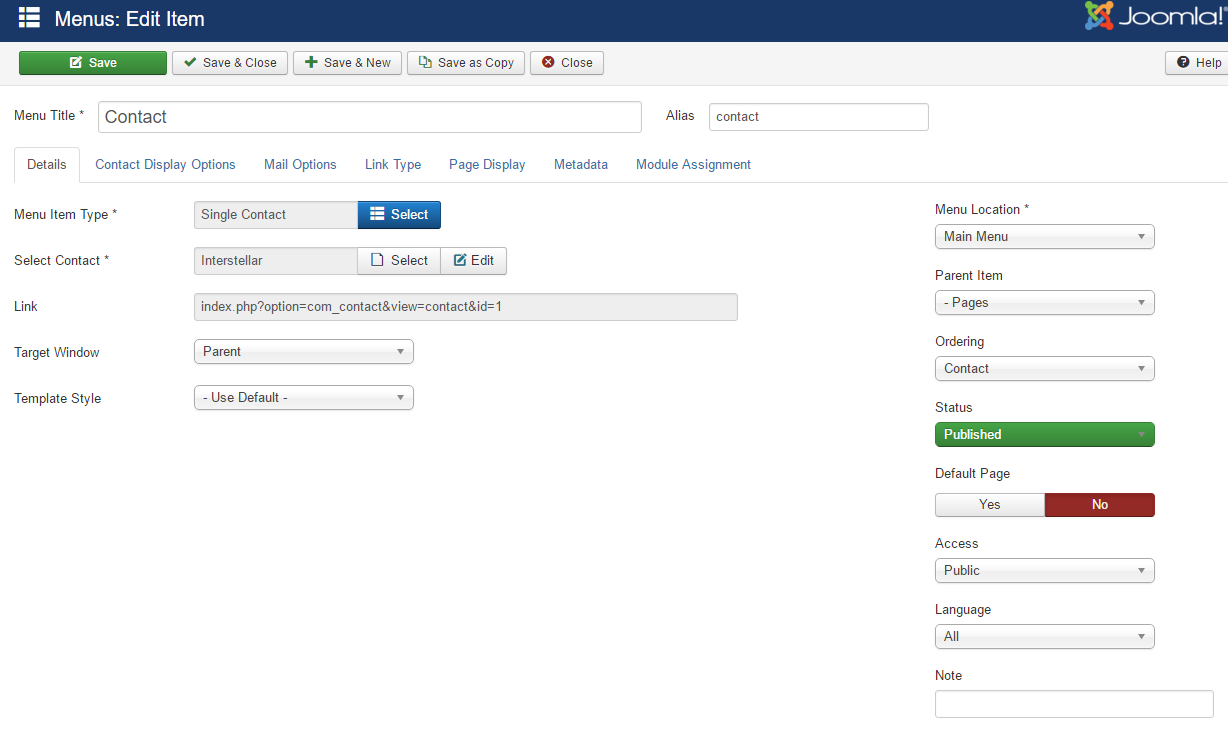 Menus: Edit Item
Joomla!®
Save
Save & Close
Save & New
Save as Copy
Close
Help
Menu Title *
Contact
Alias
contact
Details
Contact Display Options
Mail Options
Link Type
Page Display
Metadata
Module Assignment
Menu Item Type *
Single Contact
Select
Select Contact *
Interstellar
Select
Edit
Link
index.php?option=com_contact&view=contact&id=1
Target Window
Parent
Template Style
- Use Default -
Menu Location *
Main Menu
Parent Item
- Pages
Ordering
Contact
Status
Published
Default Page
Yes
No
Access
Public
Language
All
Note